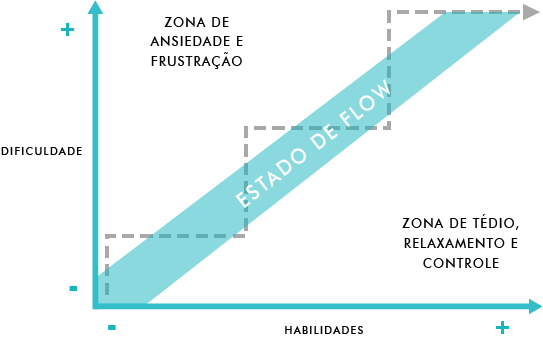 +
ZONA DE
ANSIEDADE E
FRUSTRAÇÃO
DIFICULDADE
ESTADO DE FLOW
ZONA DE TÉDIO,
RELAXAMENTO E
CONTROLE
-
-
HABILIDADES
+